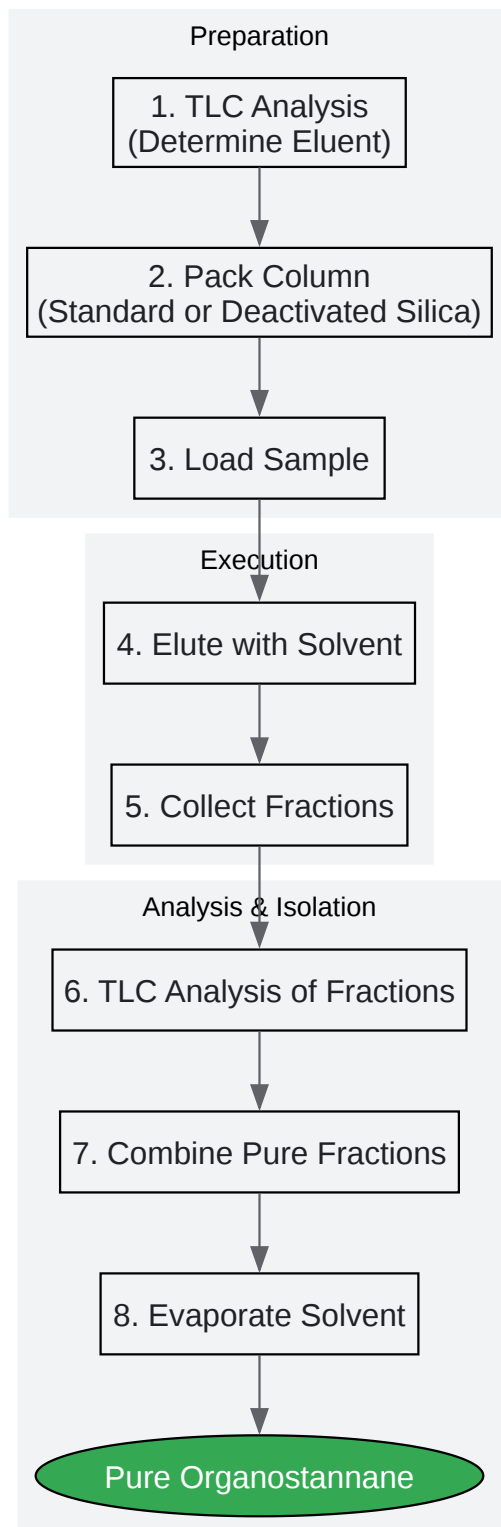 Preparation
1. TLC Analysis
(Determine Eluent)
2. Pack Column
(Standard or Deactivated Silica)
3. Load Sample
Execution
4. Elute with Solvent
5. Collect Fractions
Analysis & Isolation
6. TLC Analysis of Fractions
7. Combine Pure Fractions
8. Evaporate Solvent
Pure Organostannane